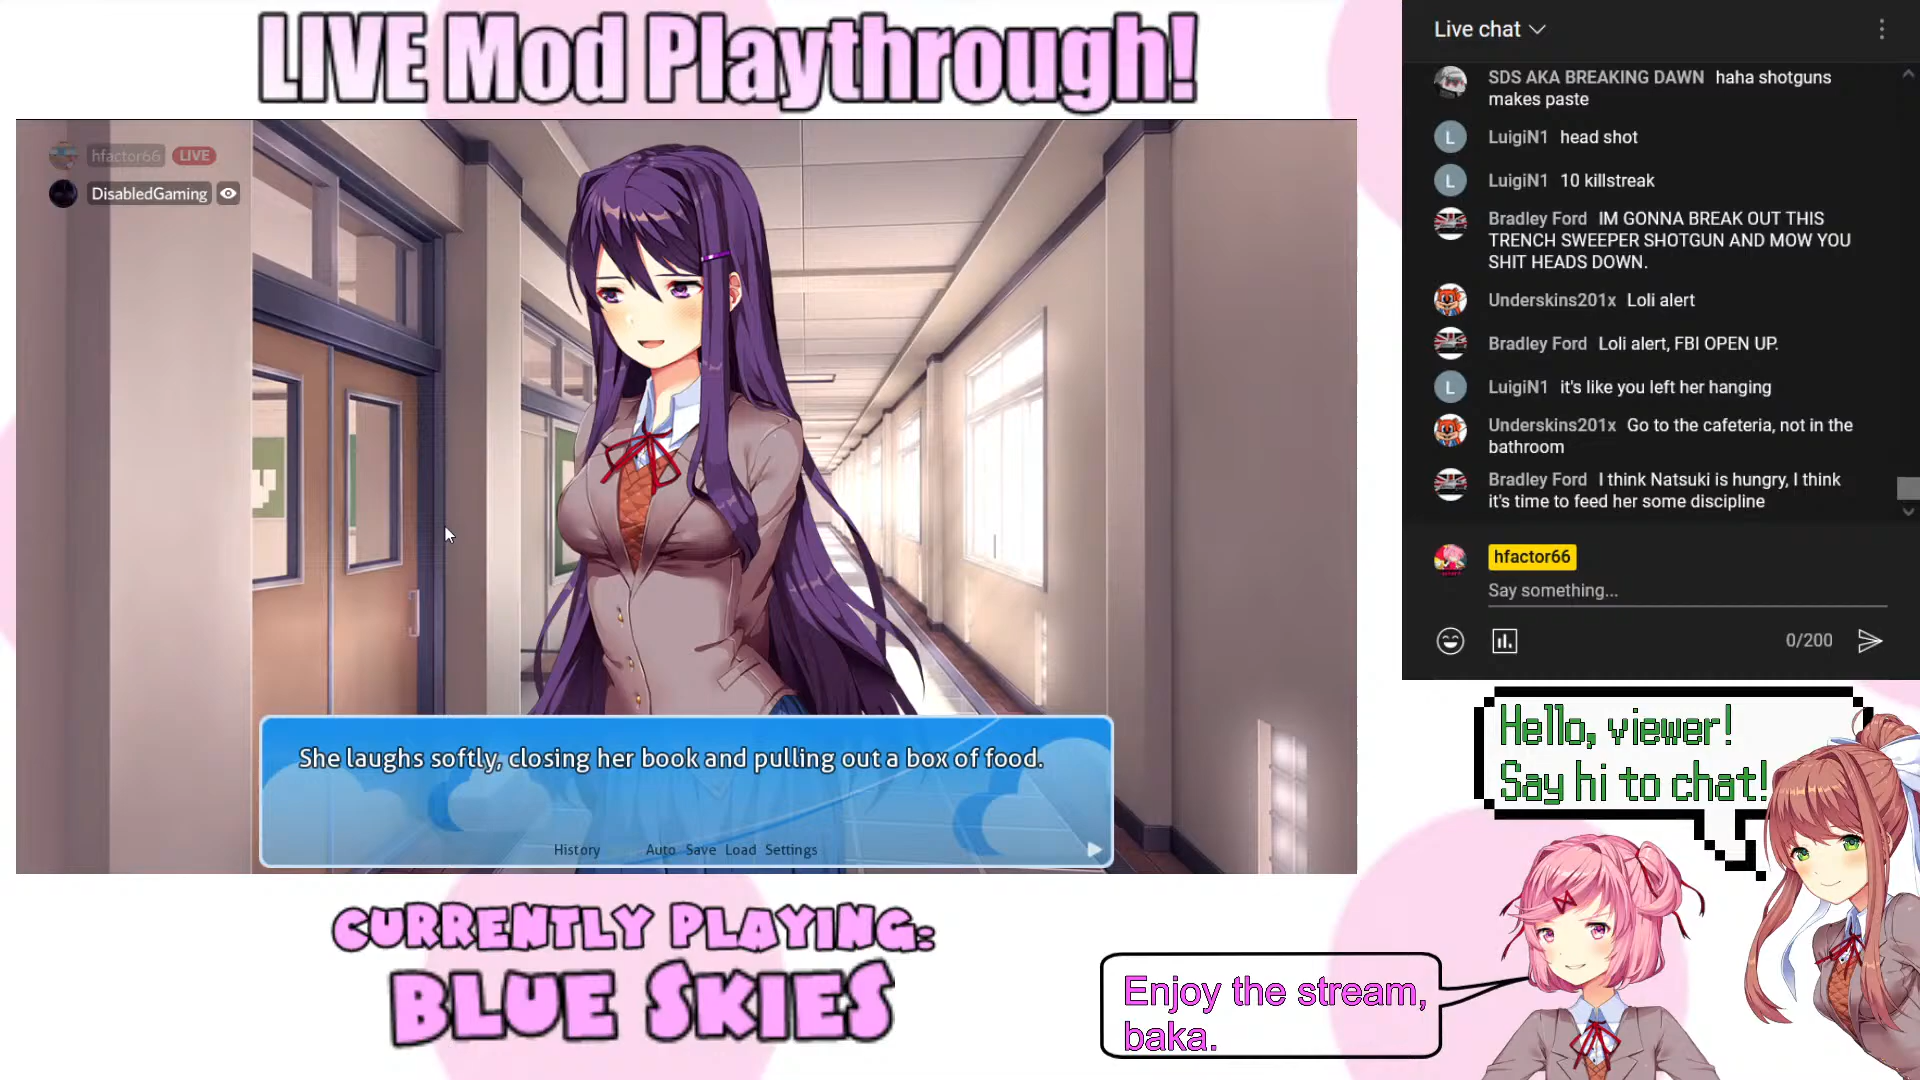 LIVE Mod Playthrough!
hfactor66 LIVE
DisabledGaming
She laughs softly, closing her book and pulling out a box of food.
History Auto Save Load Settings
CURRENTLY PLAYING:
BLUE SKIES
Live chat
SDS AKA BREAKING DAWN haha shotguns
makes paste
L LuigiN1 head shot
L LuigiN1 10 killstreak
Bradley Ford IM GONNA BREAK OUT THIS
TRENCH SWEEPER SHOTGUN AND MOW YOU
SHIT HEADS DOWN.
Underskins201x Loli alert
Bradley Ford Loli alert, FBI OPEN UP.
L LuigiN1 it's like you left her hanging
Underskins201x Go to the cafeteria, not in the
bathroom
Bradley Ford I think Natsuki is hungry, I think
it's time to feed her some discipline
hfactor66
Say something...
0/200
Hello, viewer!
Say hi to chat!
Enjoy the stream,
baka.